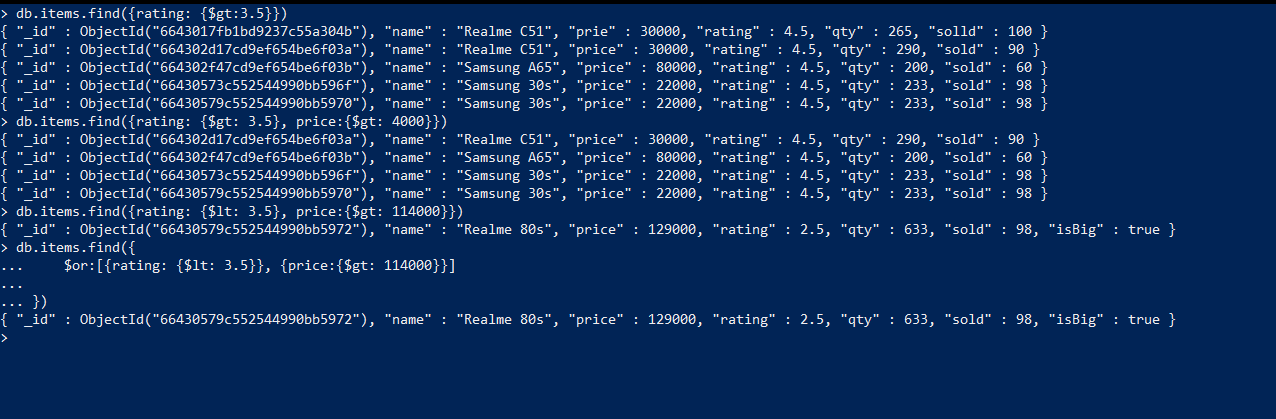 > db.items.find({rating: {$gt:3.5}})
{ "_id" : ObjectId("6643017fb1bd9237c55a304b"), "name" : "Realme C51", "prie" : 30000, "rating" : 4.5, "qty" : 265, "solld" : 100 }
{ "_id" : ObjectId("664302d17cd9ef654be6f03a"), "name" : "Realme C51", "price" : 30000, "rating" : 4.5, "qty" : 290, "sold" : 90 }
{ "_id" : ObjectId("664302f47cd9ef654be6f03b"), "name" : "Samsung A65", "price" : 80000, "rating" : 4.5, "qty" : 200, "sold" : 60 }
{ "_id" : ObjectId("66430573c552544990bb596f"), "name" : "Samsung 30s", "price" : 22000, "rating" : 4.5, "qty" : 233, "sold" : 98 }
{ "_id" : ObjectId("66430579c552544990bb5970"), "name" : "Samsung 30s", "price" : 22000, "rating" : 4.5, "qty" : 233, "sold" : 98 }
> db.items.find({rating: {$gt: 3.5}, price:{$gt: 4000}})
{ "_id" : ObjectId("664302d17cd9ef654be6f03a"), "name" : "Realme C51", "price" : 30000, "rating" : 4.5, "qty" : 290, "sold" : 90 }
{ "_id" : ObjectId("664302f47cd9ef654be6f03b"), "name" : "Samsung A65", "price" : 80000, "rating" : 4.5, "qty" : 200, "sold" : 60 }
{ "_id" : ObjectId("66430573c552544990bb596f"), "name" : "Samsung 30s", "price" : 22000, "rating" : 4.5, "qty" : 233, "sold" : 98 }
{ "_id" : ObjectId("66430579c552544990bb5970"), "name" : "Samsung 30s", "price" : 22000, "rating" : 4.5, "qty" : 233, "sold" : 98 }
> db.items.find({rating: {$lt: 3.5}, price:{$gt: 114000}})
{ "_id" : ObjectId("66430579c552544990bb5972"), "name" : "Realme 80s", "price" : 129000, "rating" : 2.5, "qty" : 633, "sold" : 98, "isBig" : true }
> db.items.find({
...     $or:[{rating: {$lt: 3.5}}, {price:{$gt: 114000}}]
...
... })
{ "_id" : ObjectId("66430579c552544990bb5972"), "name" : "Realme 80s", "price" : 129000, "rating" : 2.5, "qty" : 633, "sold" : 98, "isBig" : true }
>